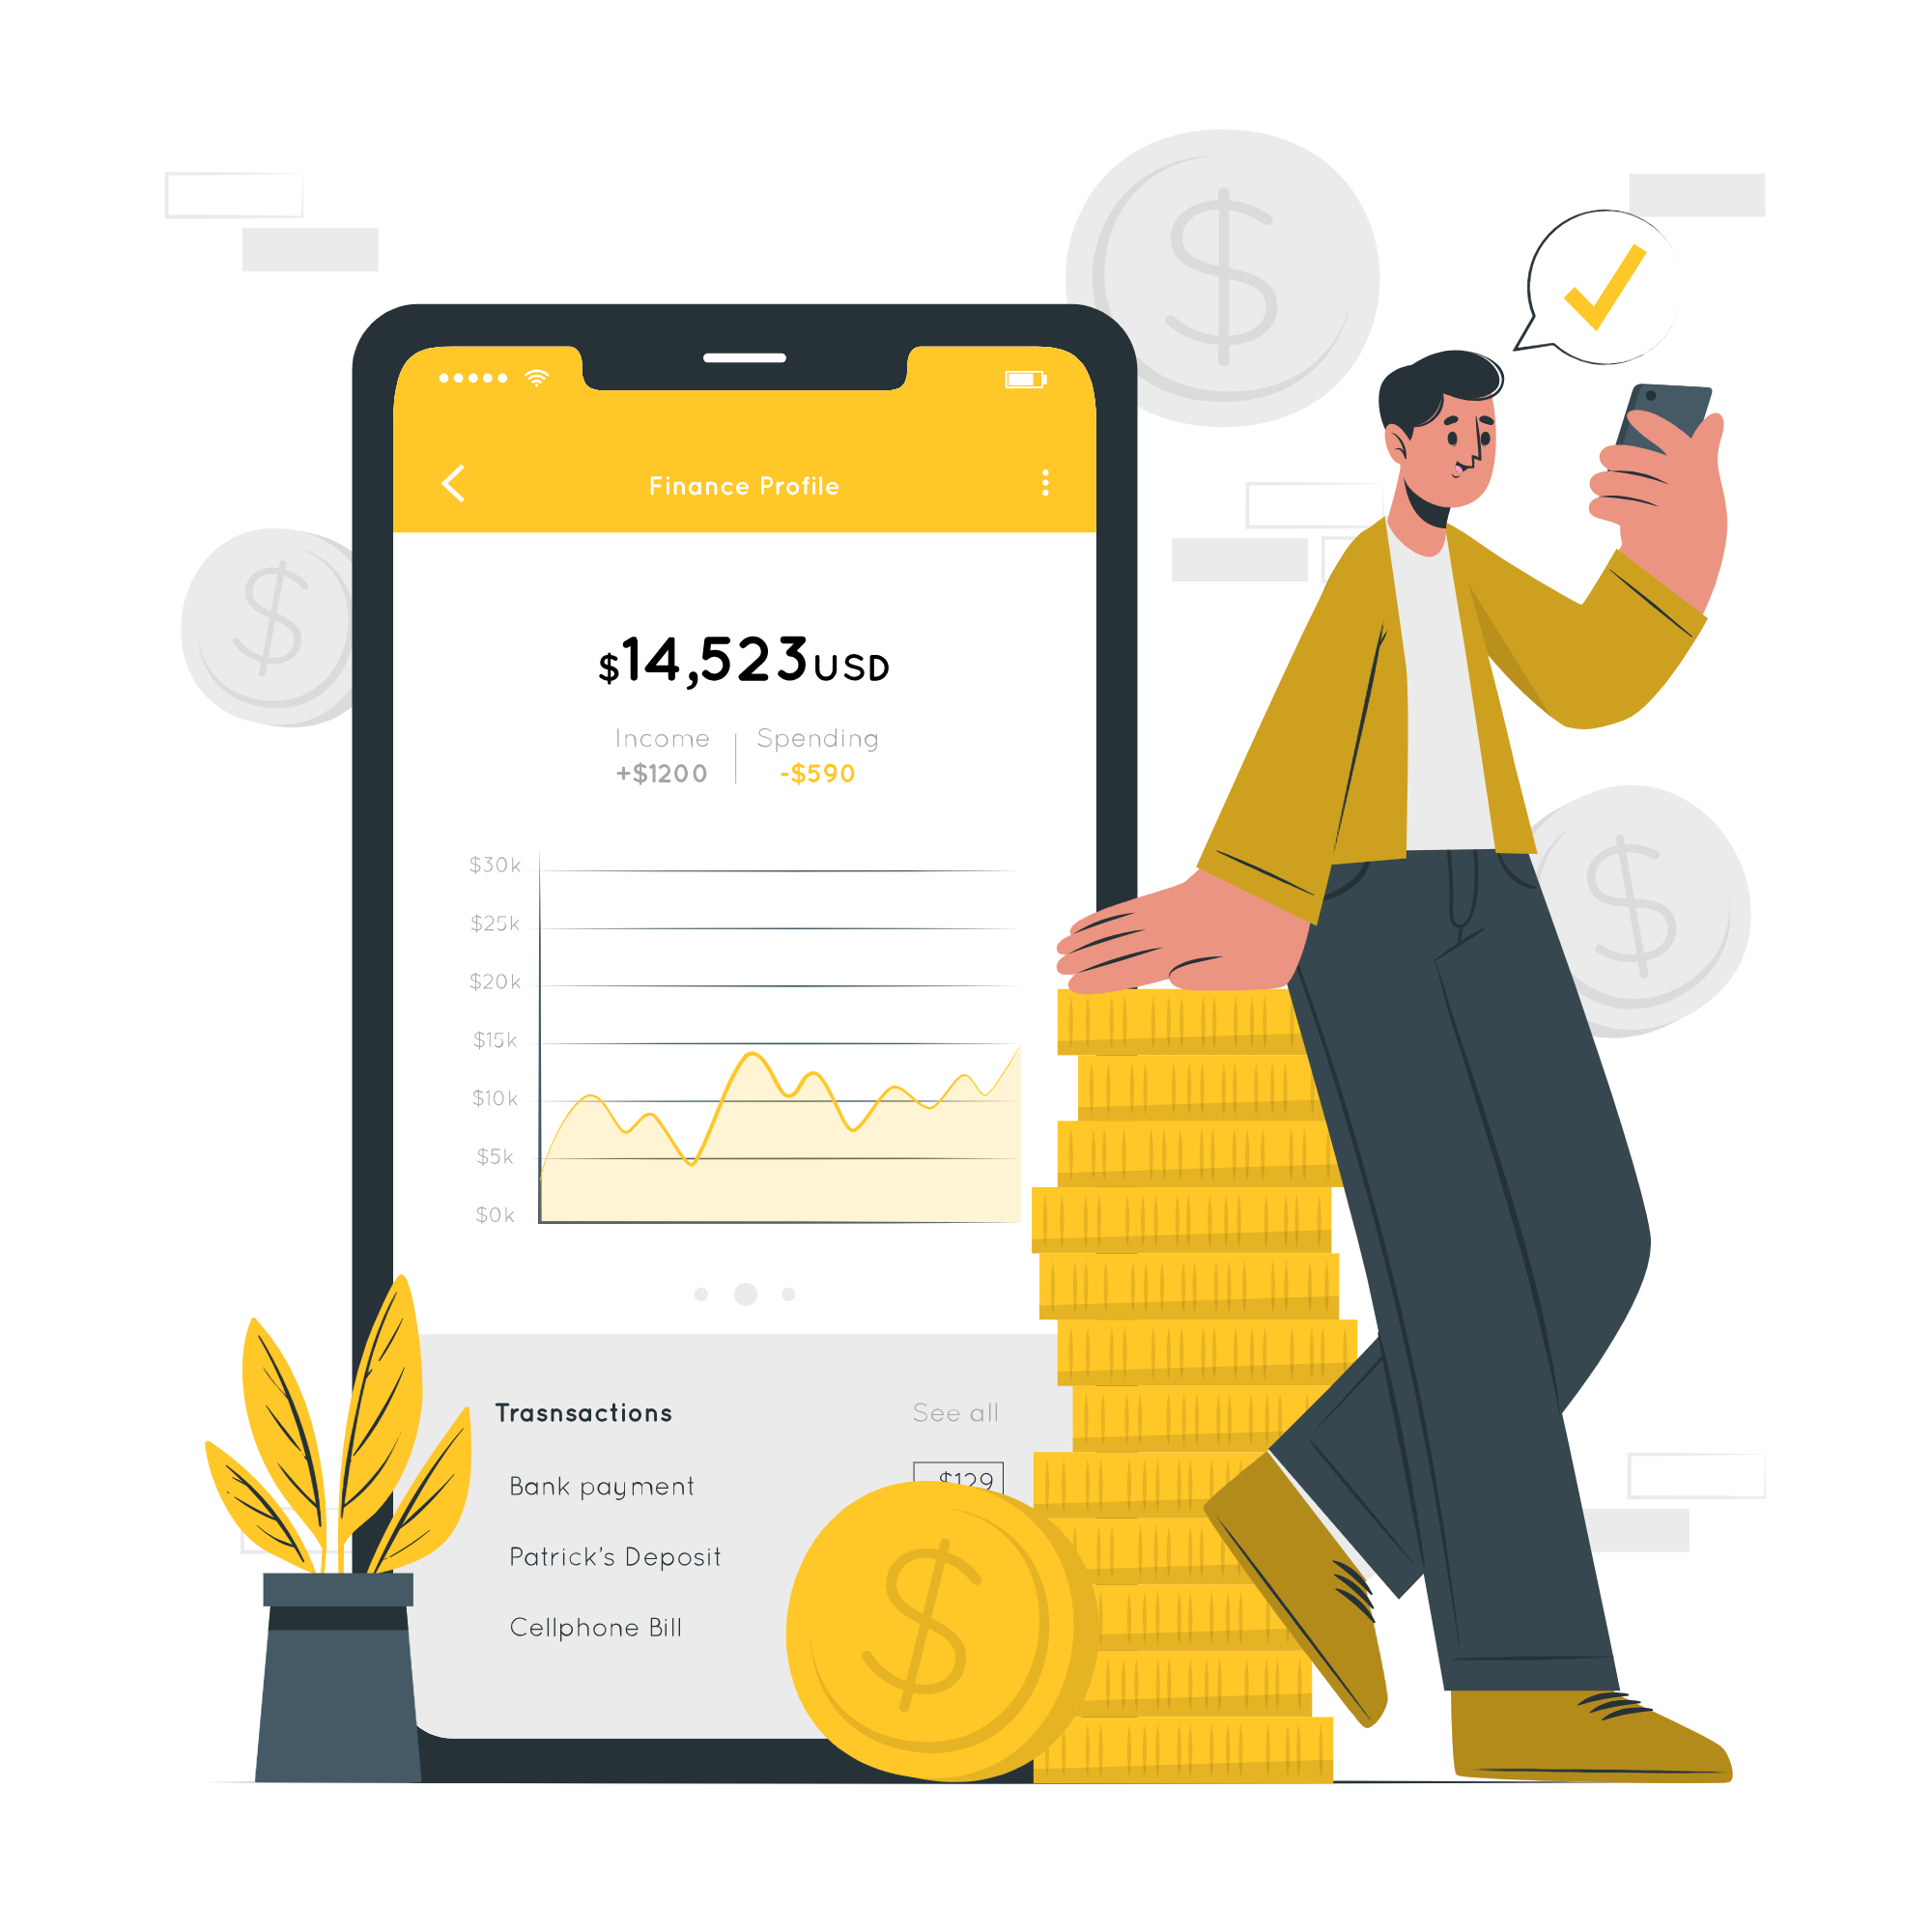 Finance Profile
$14,523USD
Income
Spending
+$1200
-$590
$30k
$25k
$20k
$15k
$10k
$5k
$0k
Trasnsactions
See all
Bank payment
$129
Patrick's Deposit
Cellphone Bill